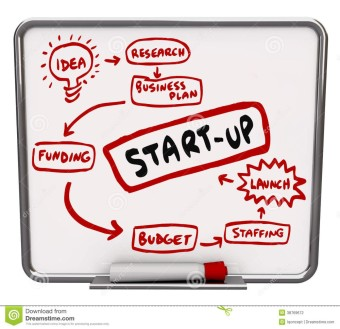 IDEA
RESEARCH
BUSINESS
PLAN
FUNDING
START-UP
LAUNCH
BUDGET
STAFFING
Download from
Dreamstime.com